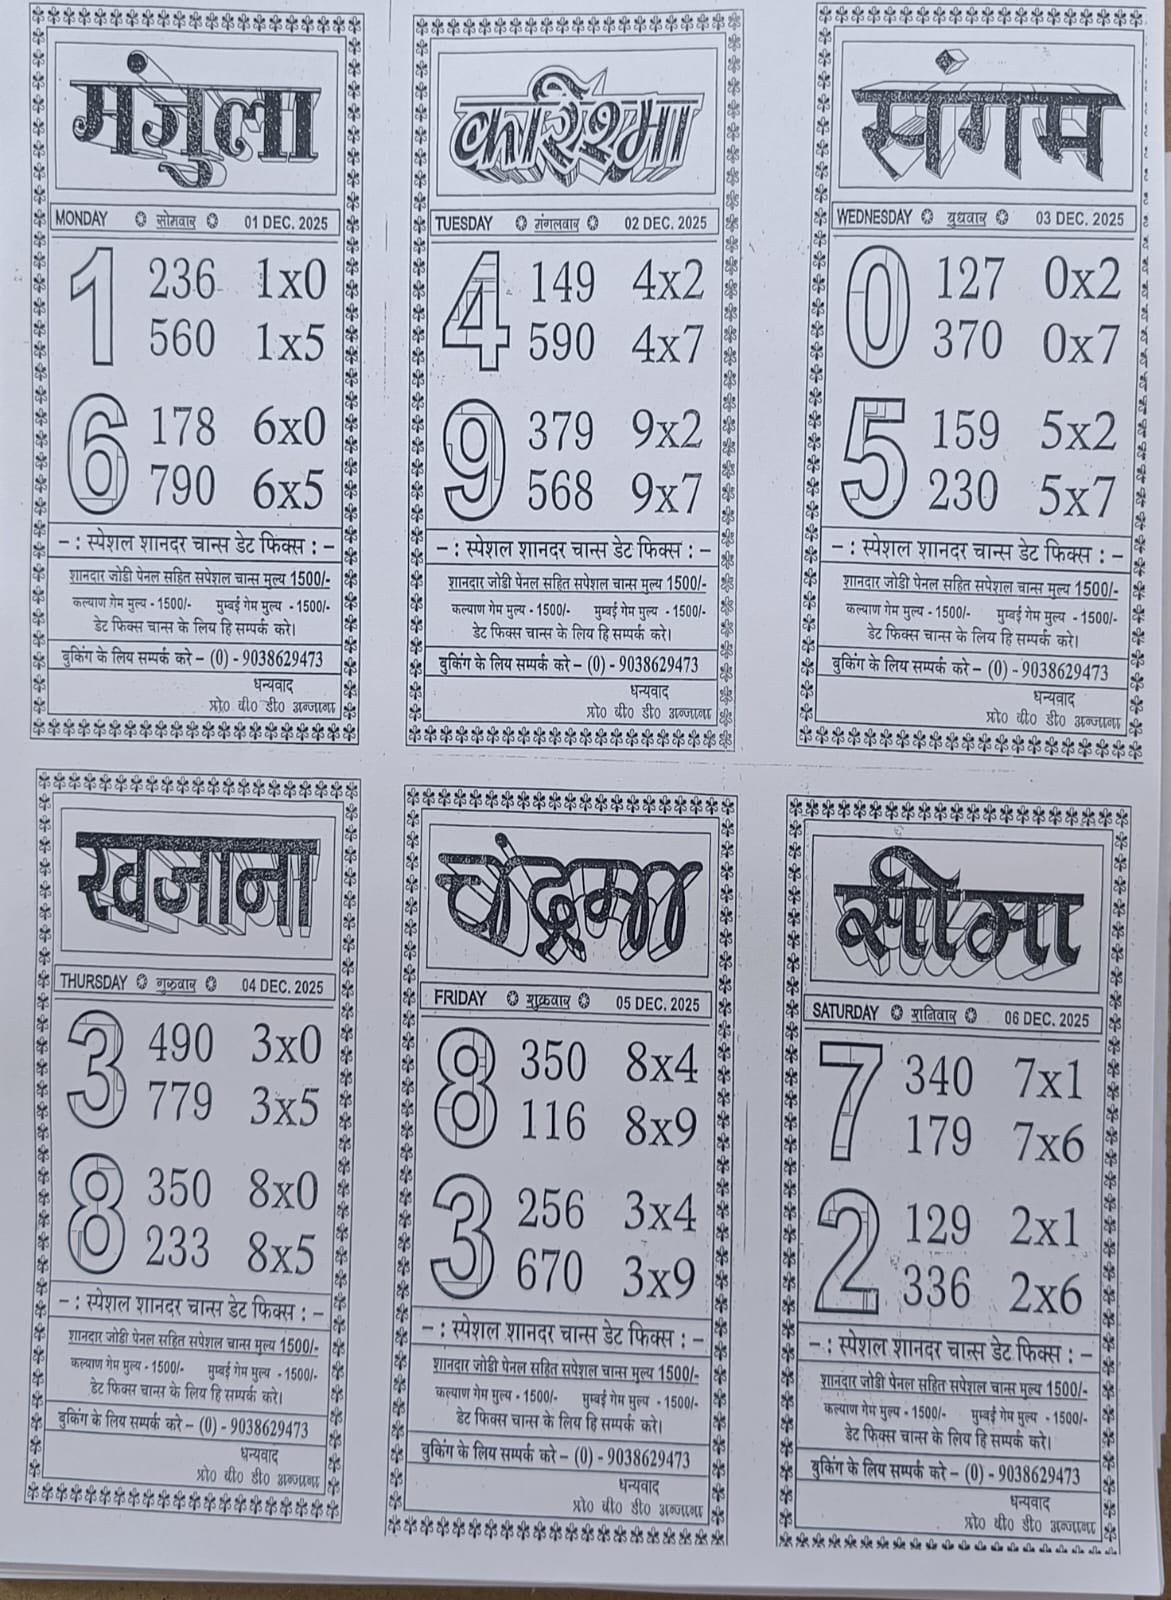 मंजुला
MONDAY सोमवार 01 DEC. 2025
1 236 1x0
560 1x5
6 178 6x0
790 6x5
– : स्पेशल शानदर चान्स डेट फिक्स : –
शानदार जोडी पेनल सहित सपेशल चान्स मुल्य 1500/-
कल्याण गेम मुल्य - 1500/- मुम्बई गेम मुल्य - 1500/-
डेट फिक्स चान्स के लिय हि सम्पर्क करे।
बुकिंग के लिय सम्पर्क करे – (0) - 9038629473
धन्यवाद
प्रो० बी० डी० अन्जाना
करिश्मा
TUESDAY मंगलवार 02 DEC. 2025
4 149 4x2
590 4x7
9 379 9x2
568 9x7
– : स्पेशल शानदर चान्स डेट फिक्स : –
शानदार जोडी पेनल सहित सपेशल चान्स मुल्य 1500/-
कल्याण गेम मुल्य - 1500/- मुम्बई गेम मुल्य - 1500/-
डेट फिक्स चान्स के लिय हि सम्पर्क करे।
बुकिंग के लिय सम्पर्क करे – (0) - 9038629473
धन्यवाद
प्रो० बी० डी० अन्जाना
संगम
WEDNESDAY बुधवार 03 DEC. 2025
0 127 0x2
370 0x7
5 159 5x2
230 5x7
– : स्पेशल शानदर चान्स डेट फिक्स : –
शानदार जोडी पेनल सहित सपेशल चान्स मुल्य 1500/-
कल्याण गेम मुल्य - 1500/- मुम्बई गेम मुल्य - 1500/-
डेट फिक्स चान्स के लिय हि सम्पर्क करे।
बुकिंग के लिय सम्पर्क करे – (0) - 9038629473
धन्यवाद
प्रो० बी० डी० अन्जाना
खजाना
THURSDAY गुरुवार 04 DEC. 2025
3 490 3x0
779 3x5
8 350 8x0
233 8x5
– : स्पेशल शानदर चान्स डेट फिक्स : –
शानदार जोडी पेनल सहित सपेशल चान्स मुल्य 1500/-
कल्याण गेम मुल्य - 1500/- मुम्बई गेम मुल्य - 1500/-
डेट फिक्स चान्स के लिय हि सम्पर्क करे।
बुकिंग के लिय सम्पर्क करे – (0) - 9038629473
धन्यवाद
प्रो० बी० डी० अन्जाना
चंद्रमा
FRIDAY शुक्रवार 05 DEC. 2025
8 350 8x4
116 8x9
3 256 3x4
670 3x9
– : स्पेशल शानदर चान्स डेट फिक्स : –
शानदार जोडी पेनल सहित सपेशल चान्स मुल्य 1500/-
कल्याण गेम मुल्य - 1500/- मुम्बई गेम मुल्य - 1500/-
डेट फिक्स चान्स के लिय हि सम्पर्क करे।
बुकिंग के लिय सम्पर्क करे – (0) - 9038629473
धन्यवाद
प्रो० बी० डी० अन्जाना
सीमा
SATURDAY शनिवार 06 DEC. 2025
7 340 7x1
179 7x6
2 129 2x1
336 2x6
– : स्पेशल शानदर चान्स डेट फिक्स : –
शानदार जोडी पेनल सहित सपेशल चान्स मुल्य 1500/-
कल्याण गेम मुल्य - 1500/- मुम्बई गेम मुल्य - 1500/-
डेट फिक्स चान्स के लिय हि सम्पर्क करे।
बुकिंग के लिय सम्पर्क करे – (0) - 9038629473
धन्यवाद
प्रो० बी० डी० अन्जाना